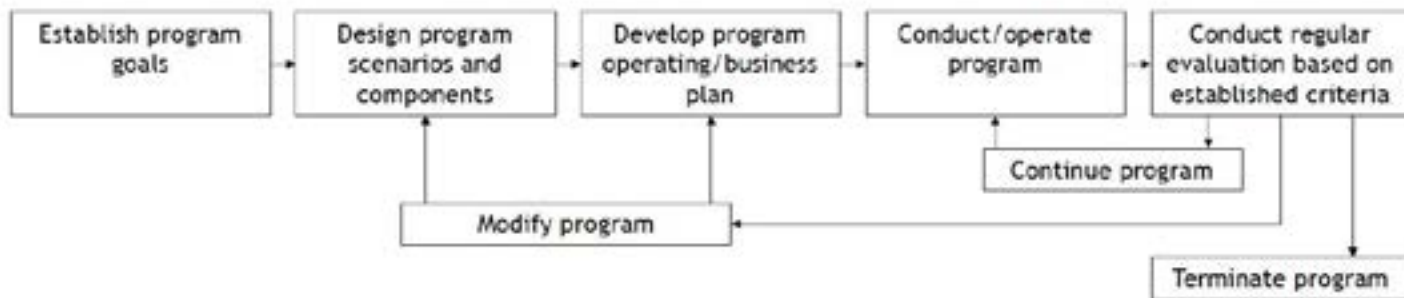 Establish program
goals
Design program
scenarios and
components
Develop program
operating/business
plan
Conduct/operate
program
Conduct regular
evaluation based on
established criteria
Continue program
Modify program
Terminate program